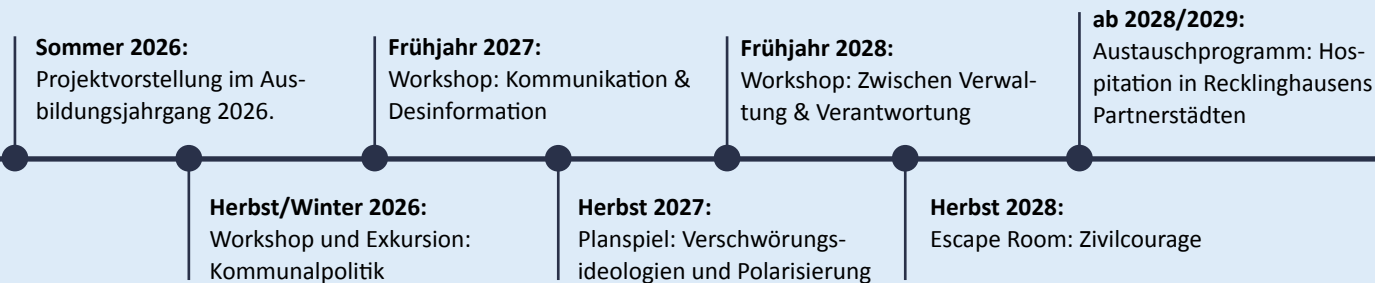 Sommer 2026:
Projektvorstellung im Aus-
bildungsjahrgang 2026.
Herbst/Winter 2026:
Workshop und Exkursion:
Kommunalpolitik
Frühjahr 2027:
Workshop: Kommunikation &
Desinformation
Herbst 2027:
Planspiel: Verschwörungs-
ideologien und Polarisierung
Frühjahr 2028:
Workshop: Zwischen Verwal-
tung & Verantwortung
Herbst 2028:
Escape Room: Zivilcourage
ab 2028/2029:
Austauschprogramm: Hos-
pitation in Recklinghausens
Partnerstädten